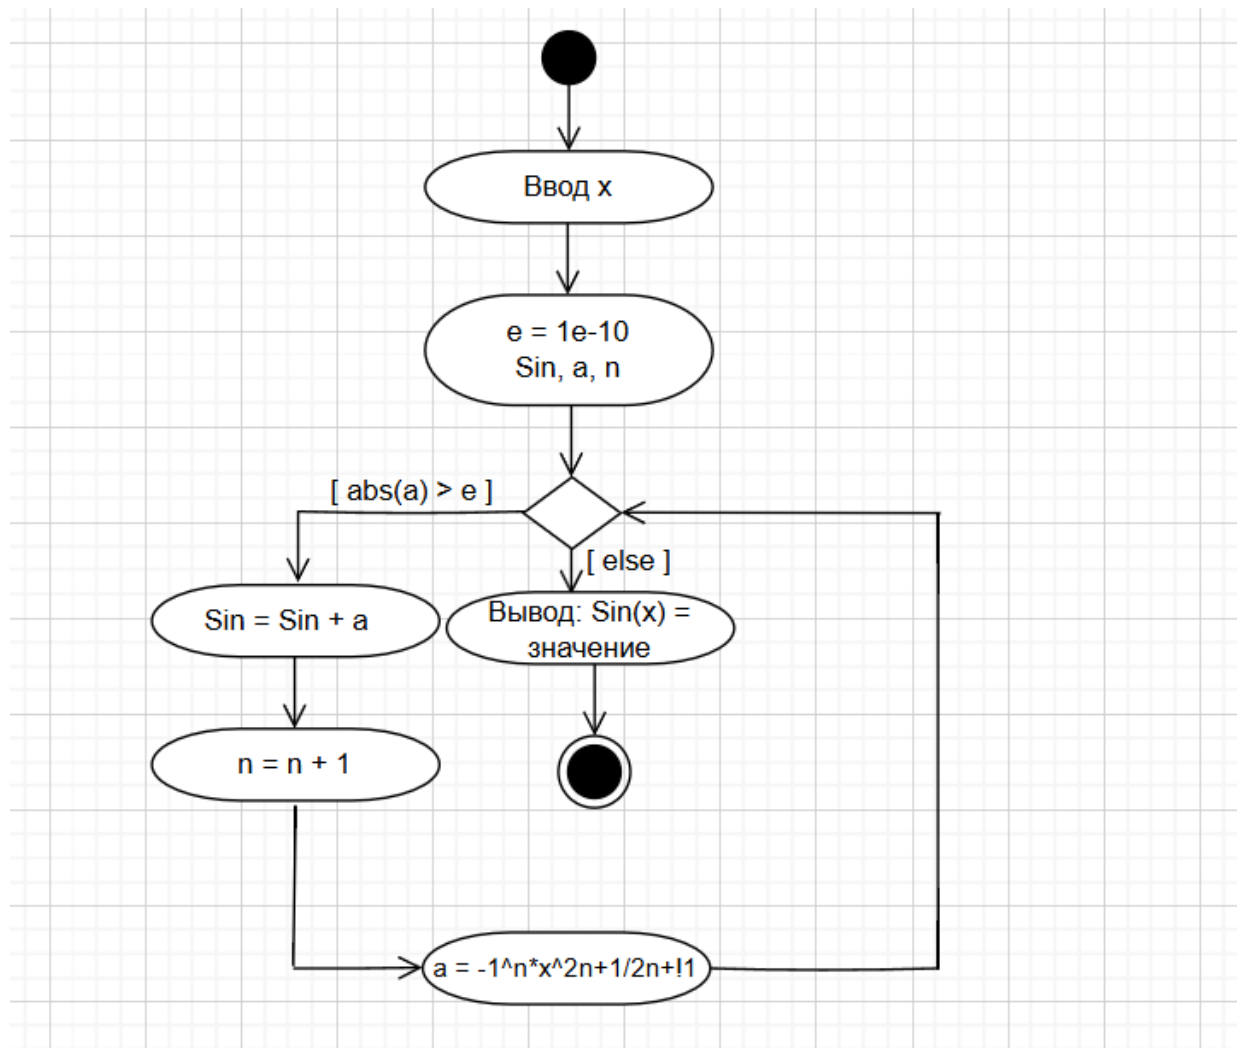 Ввод x
e = 1e-10
Sin, a, n
[ abs(a) > e ]
[ else ]
Sin = Sin + a
Вывод: Sin(x) =
значение
n = n + 1
a = -1^n*x^2n+1/2n+!1